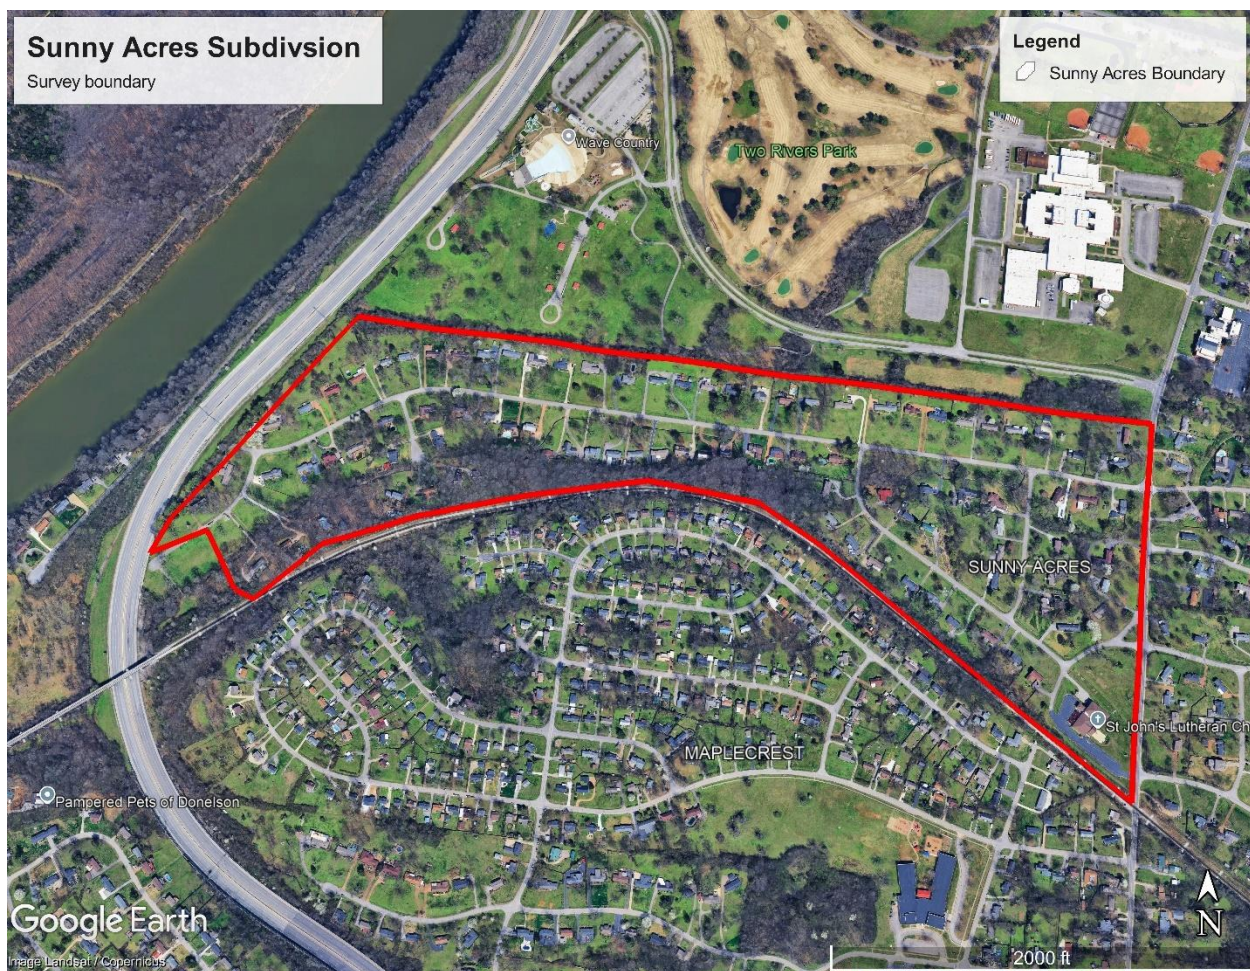 Sunny Acres Subdivsion
Survey boundary
Legend
Sunny Acres Boundary
Wave Country
Two Rivers Park
SUNNY ACRES
St John's Lutheran Ch
MAPLECREST
Pampered Pets of Donelson
Google Earth
N
Image Landsat / Copernicus
2000 ft